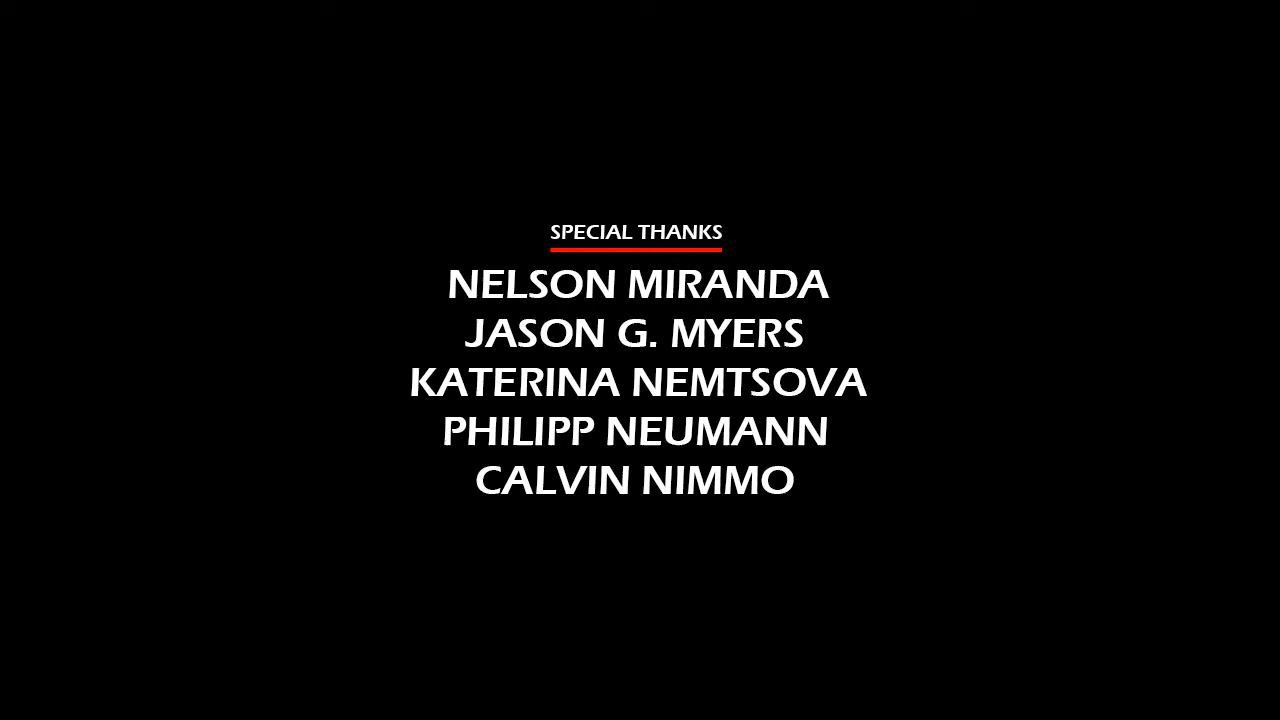 SPECIAL THANKS
NELSON MIRANDA
JASON G. MYERS
KATERINA NEMTSOVA
PHILIPP NEUMANN
CALVIN NIMMO